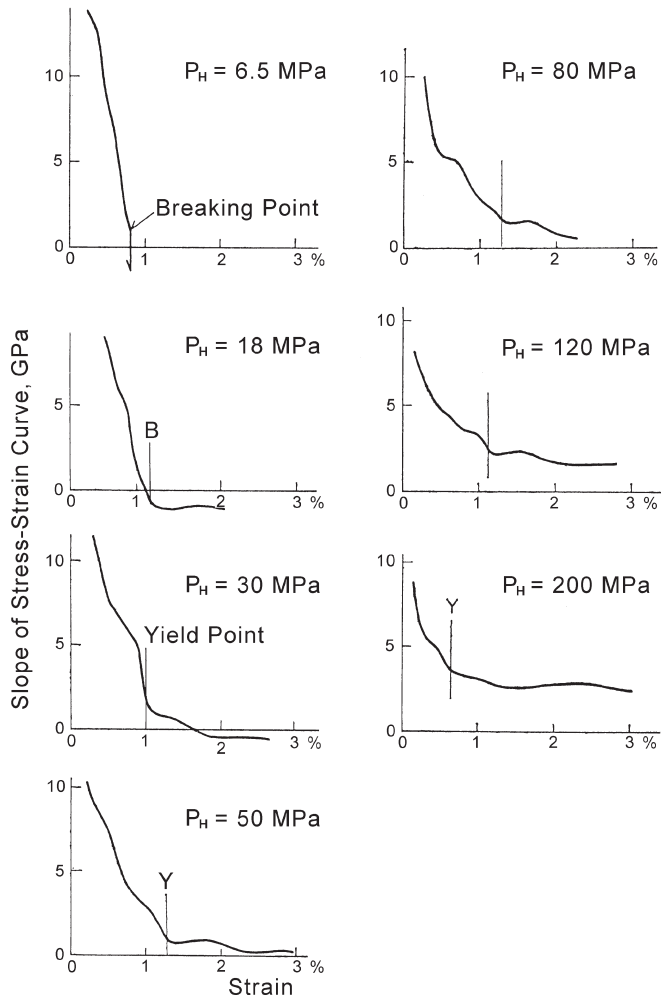 Slope of Stress-Strain Curve, GPa
10
5
0
0 1 2 3 %
P_H = 6.5 MPa
Breaking Point
5
0
0 1 2 3 %
P_H = 18 MPa
B
10
5
0
0 1 2 3 %
P_H = 30 MPa
Yield Point
10
5
0
0 1 2 3 %
P_H = 50 MPa
Y
Strain
10
5
0
0 1 2 3 %
P_H = 80 MPa
10
5
0
0 1 2 3 %
P_H = 120 MPa
10
5
0
0 1 2 3 %
P_H = 200 MPa
Y